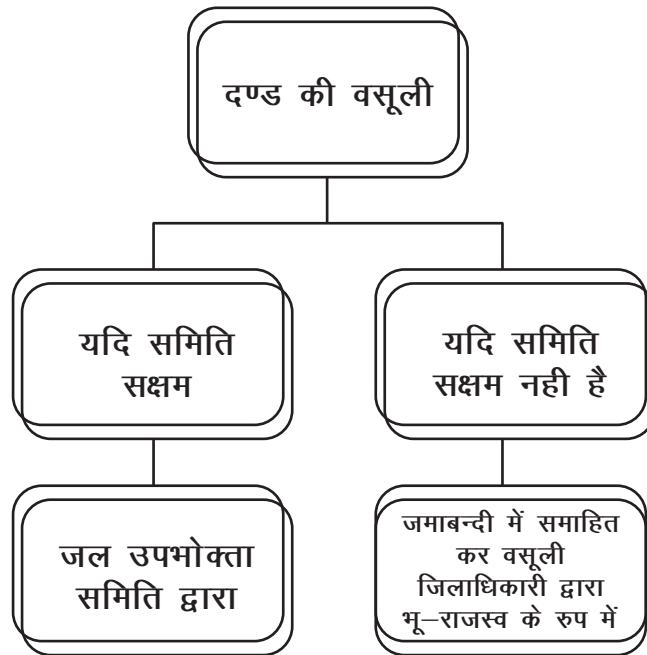 दण्ड की वसूली
यदि समिति
सक्षम
यदि समिति
सक्षम नही है
जल उपभोक्ता
समिति द्वारा
जमाबन्दी में समाहित
कर वसूली
जिलाधिकारी द्वारा
भू–राजस्व के रुप में